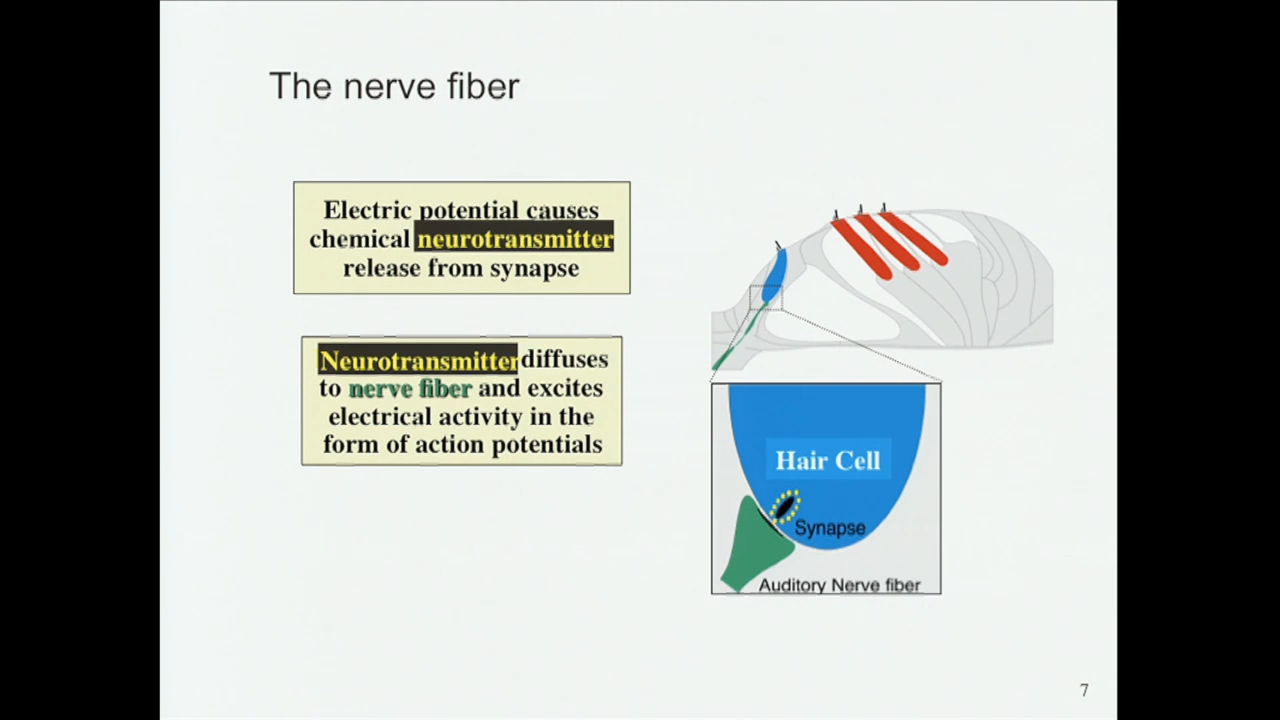 The nerve fiber
Electric potential causes
chemical neurotransmitter
release from synapse
Neurotransmitter diffuses
to nerve fiber and excites
electrical activity in the
form of action potentials
Hair Cell
Synapse
Auditory Nerve fiber
7